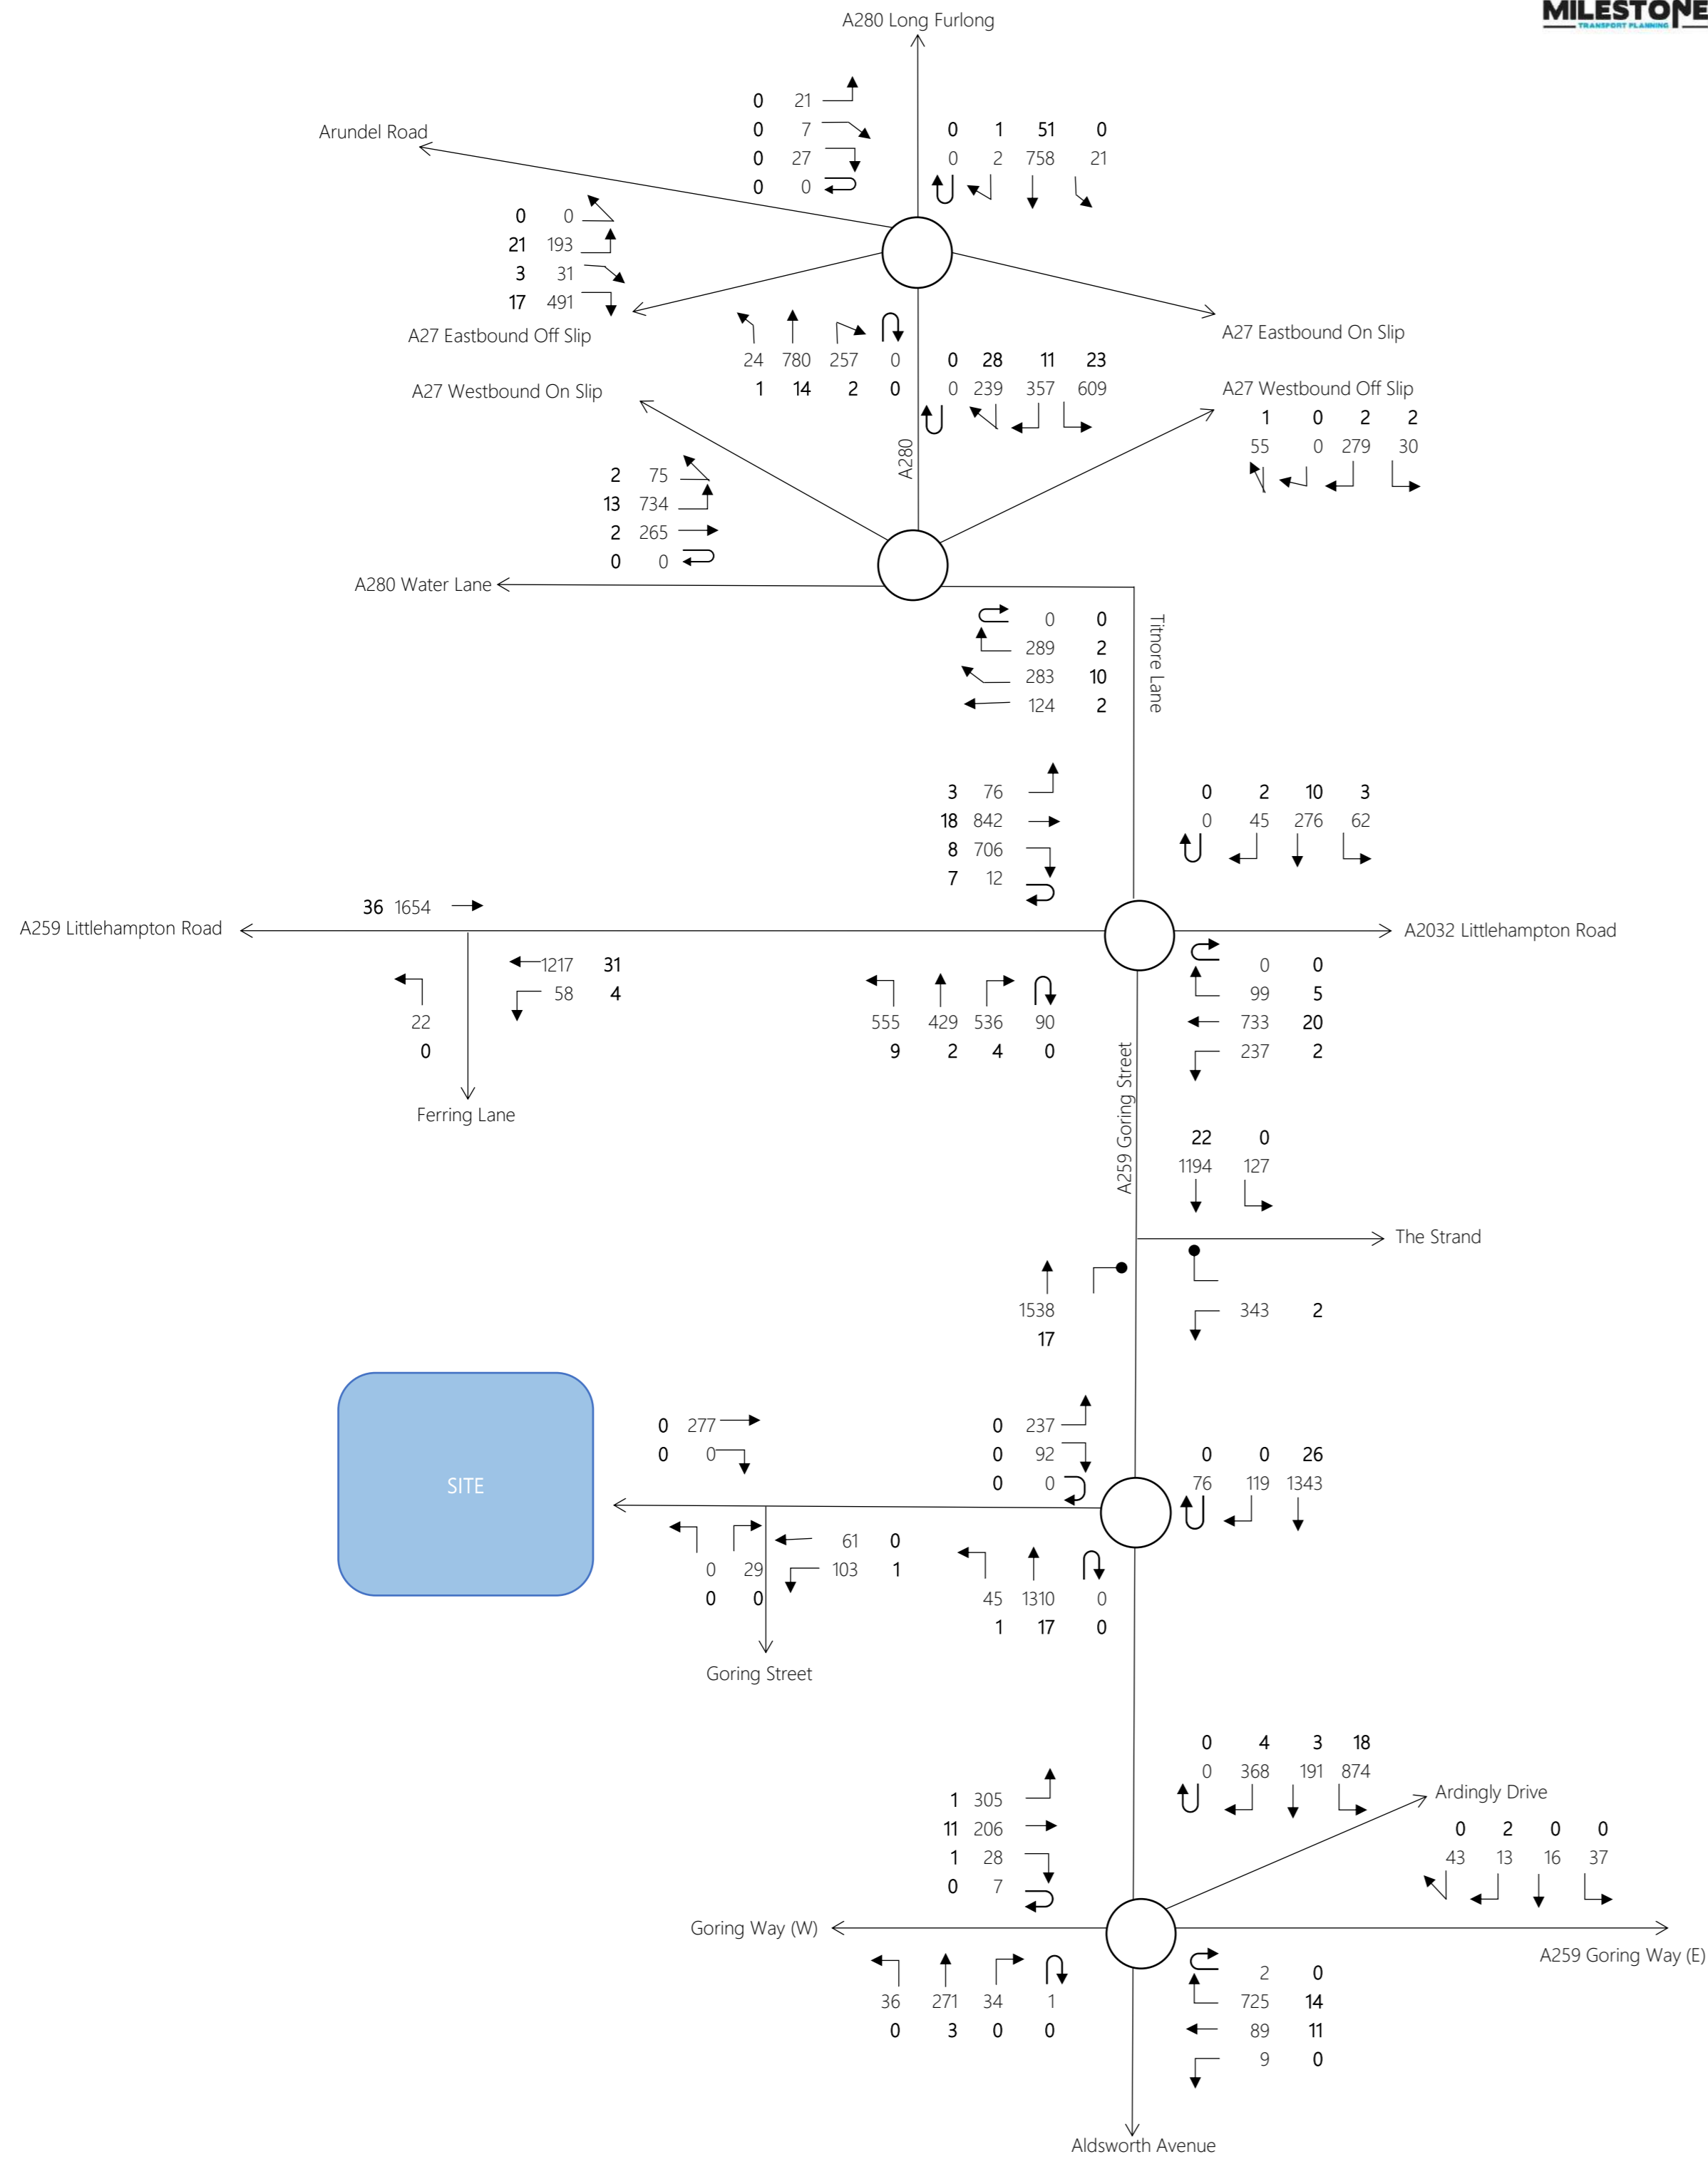 MILESTONE
TRANSPORT PLANNING
A280 Long Furlong
0 21
0 7
0 27
0 0
Arundel Road
0 1 51 0
0 2 758 21
0 0
21 193
3 31
17 491
A27 Eastbound Off Slip
A27 Eastbound On Slip
24 780 257 0
1 14 2 0
0 28 11 23
0 239 357 609
A27 Westbound On Slip
A27 Westbound Off Slip
1 0 2 2
55 0 279 30
A280
2 75
13 734
2 265
0 0
A280 Water Lane
0 0
289 2
283 10
124 2
Titnore Lane
3 76
18 842
8 706
7 12
0 2 10 3
0 45 276 62
36 1654
A259 Littlehampton Road
A2032 Littlehampton Road
1217 31
58 4
22
0
Ferring Lane
555 429 536 90
9 2 4 0
0 0
99 5
733 20
237 2
A259 Goring Street
22 0
1194 127
The Strand
1538
17
343 2
SITE
0 277
0 0
0 237
0 92
0 0
0 0 26
76 119 1343
61 0
103 1
0 29
0 0
45 1310 0
1 17 0
Goring Street
0 4 3 18
0 368 191 874
1 305
11 206
1 28
0 7
Ardingly Drive
0 2 0 0
43 13 16 37
Goring Way (W)
A259 Goring Way (E)
36 271 34 1
0 3 0 0
2 0
725 14
89 11
9 0
Aldsworth Avenue